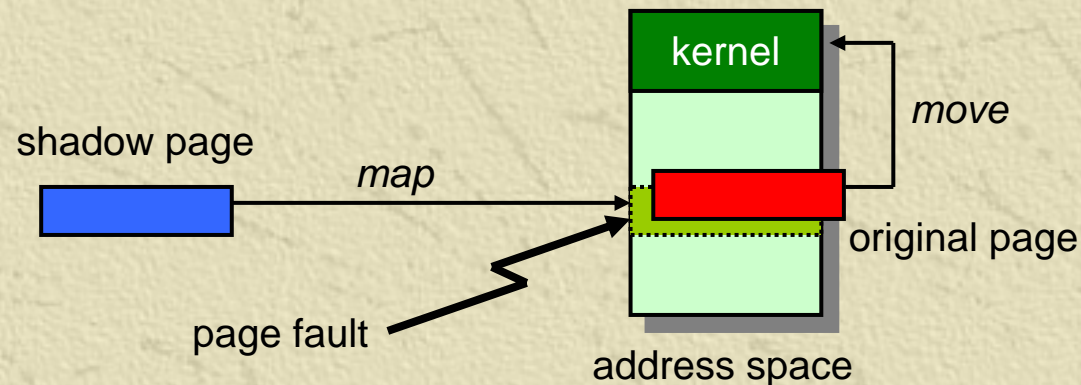 kernel
move
shadow page
map
original page
page fault
address space